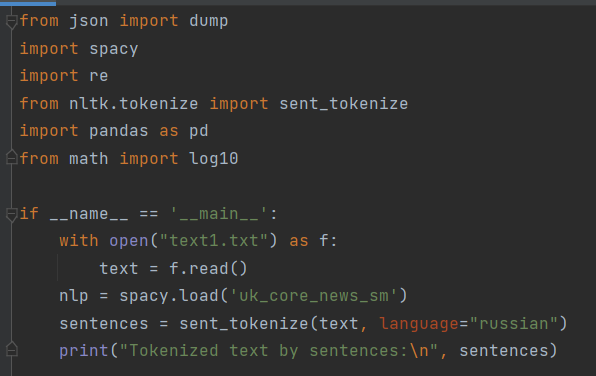 from json import dump
import spacy
import re
from nltk.tokenize import sent_tokenize
import pandas as pd
from math import log10

if __name__ == '__main__':
    with open("text1.txt") as f:
        text = f.read()
    nlp = spacy.load('uk_core_news_sm')
    sentences = sent_tokenize(text, language="russian")
    print("Tokenized text by sentences:\n", sentences)